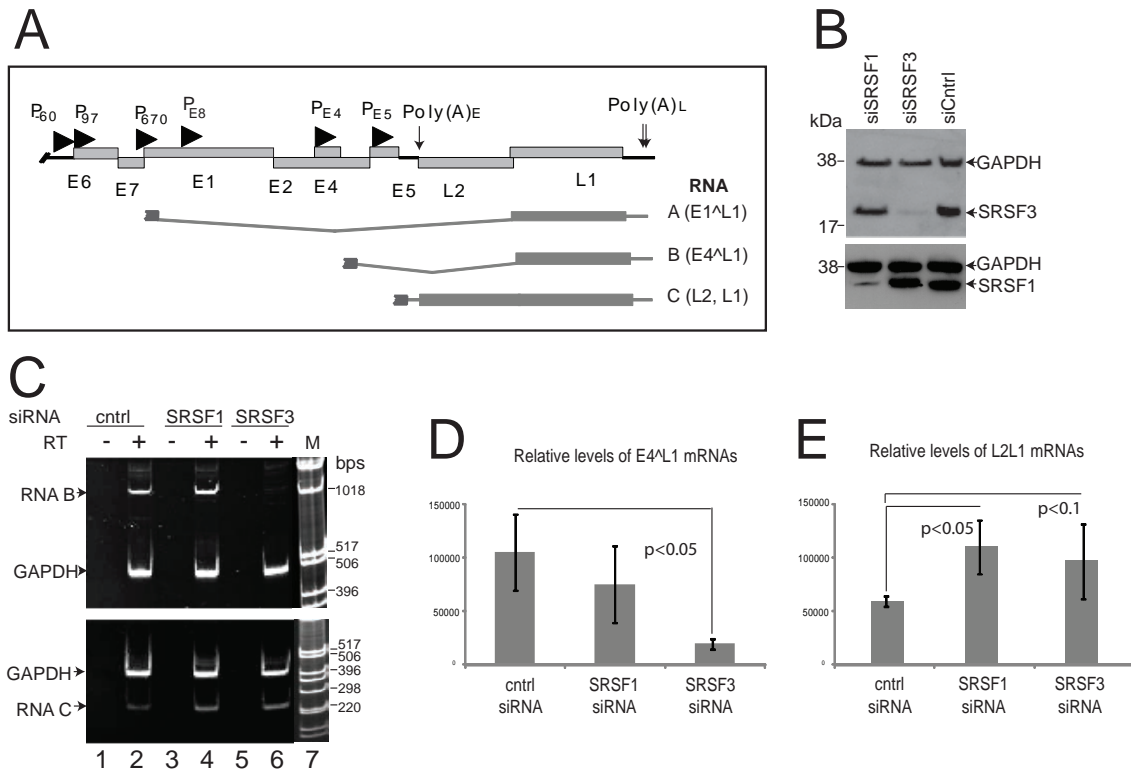 A
P60 P97 P670 PE8 PE4 PE5 Poly(A)E Poly(A)L
E6 E7 E1 E2 E4 E5 L2 L1
RNA
A (E1^L1)
B (E4^L1)
C (L2, L1)
B
siSRSF1 siSRSF3 siCntrl
kDa
38 GAPDH
SRSF3
17
38 GAPDH
SRSF1
C
siRNA cntrl SRSF1 SRSF3
RT - + - + - + M
bps
RNA B 1018
517
506
GAPDH
396
517
506
GAPDH 396
298
RNA C 220
1 2 3 4 5 6 7
D
Relative levels of E4^L1 mRNAs
150000
p<0.05
100000
50000
0
cntrl siRNA
SRSF1 siRNA
SRSF3 siRNA
E
Relative levels of L2L1 mRNAs
150000
p<0.05
p<0.1
100000
50000
0
cntrl siRNA
SRSF1 siRNA
SRSF3 siRNA